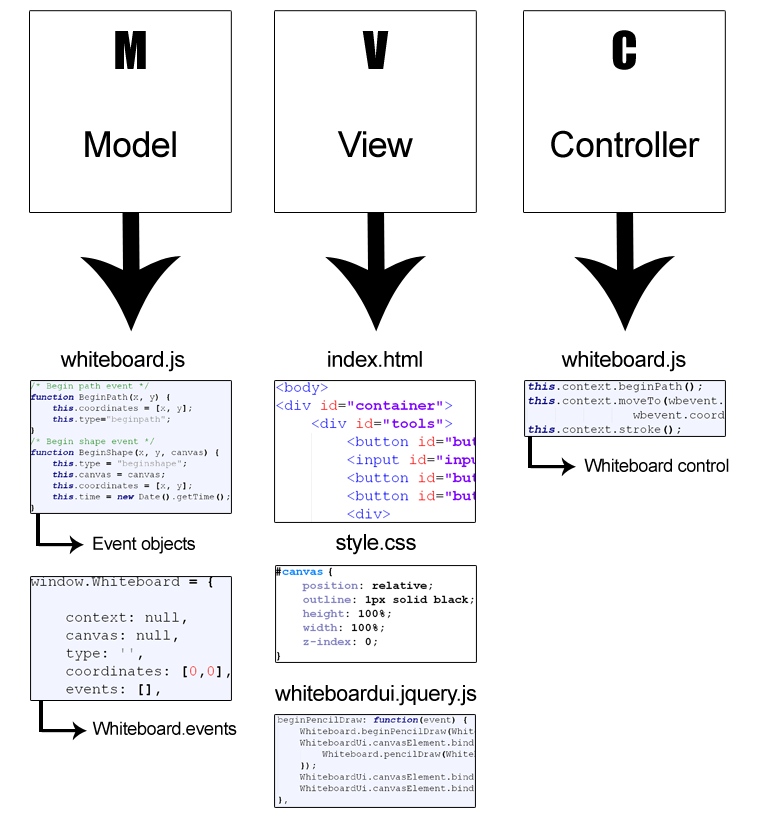 M
Model
whiteboard.js
/* Begin path event */
function BeginPath(x, y) {
this.coordinates = [x, y];
this.type="beginpath";
}
/* Begin shape event */
function BeginShape(x, y, canvas) {
this.type = "beginshape";
this.canvas = canvas;
this.coordinates = [x, y];
this.time = new Date().getTime();
}
Event objects
window.Whiteboard = {
context: null,
canvas: null,
type: '',
coordinates: [0,0],
events: [],
Whiteboard.events
V
View
index.html
<body>
<div id="container">
<div id="tools">
<button id="but
<input id="inpu
<button id="but
<button id="but
<div>
style.css
#canvas {
position: relative;
outline: 1px solid black;
height: 100%;
width: 100%;
z-index: 0;
}
whiteboardui.jquery.js
beginPencilDraw: function(event) {
Whiteboard.beginPencilDraw(White
WhiteboardUi.canvasElement.bind
Whiteboard.pencilDraw(White
});
WhiteboardUi.canvasElement.bind
WhiteboardUi.canvasElement.bind
},
C
Controller
whiteboard.js
this.context.beginPath();
this.context.moveTo(wbevent.
wbevent.coord
this.context.stroke();
Whiteboard control